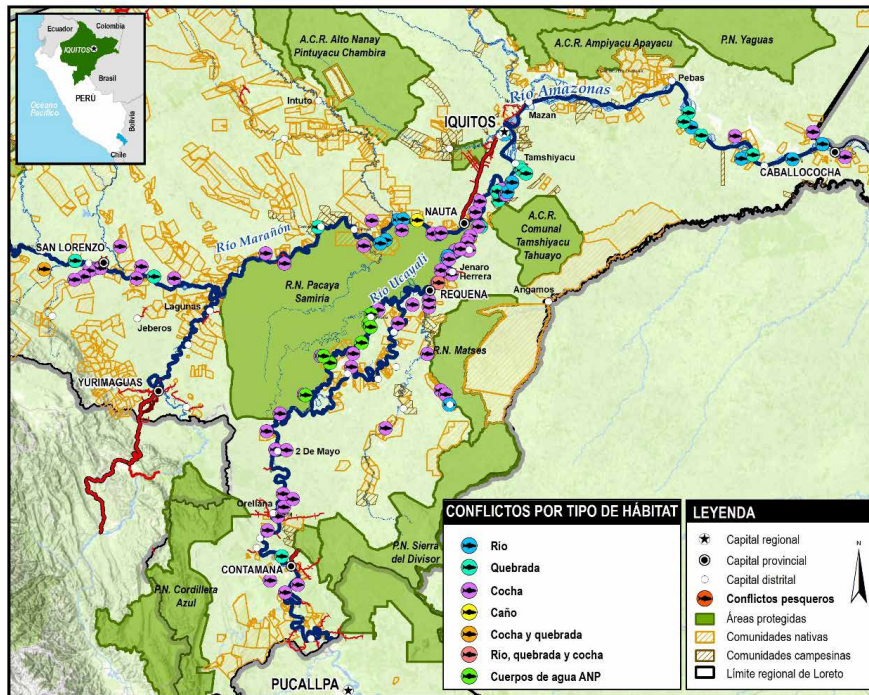 Ecuador
Colombia
IQUITOS
Brasil
PERÚ
Océano
Pacífico
Bolivia
Chile
A.C.R. Alto Nanay
Pintuyacu Chambira
A.C.R. Ampiyacu Apayacu
P.N. Yaguas
Intuto
Río Amazonas
Pebas
IQUITOS
Mazan
Tamshiyacu
CABALLOCOCHA
NAUTA
Río Marañón
A.C.R.
Comunal
Tamshiyacu
Tahuayo
SAN LORENZO
Río Ucayali
Jenaro
Herrera
R.N. Pacaya
Samiria
REQUENA
Angamos
Lagunas
Jeberos
R.N. Matses
YURIMAGUAS
2 De Mayo
Orellana
P.N. Sierra
del Divisor
CONTAMANA
P.N. Cordillera
Azul
PUCALLPA
CONFLICTOS POR TIPO DE HÁBITAT
Río
Quebrada
Cocha
Caño
Cocha y quebrada
Río, quebrada y cocha
Cuerpos de agua ANP
LEYENDA
N
Capital regional
Capital provincial
Capital distrital
Conflictos pesqueros
Áreas protegidas
Comunidades nativas
Comunidades campesinas
Límite regional de Loreto